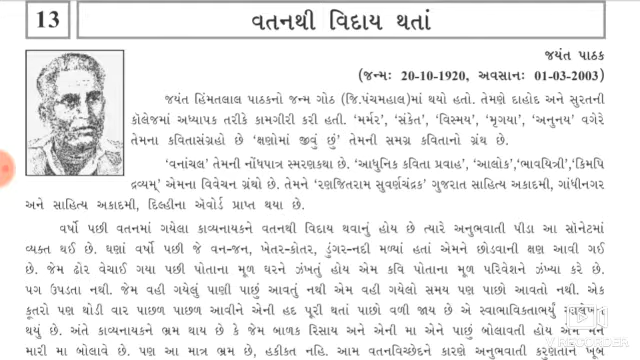 13
વતનથી વિદાય થતાં
જયંત પાઠક
(જન્મઃ 20-10-1920, અવસાનઃ 01-03-2003)
જયંત હિંમતલાલ પાઠકનો જન્મ ગોઠ (જિ.પંચમહાલ)માં થયો હતો. તેમણે દાહોદ અને સુરતની
કૉલેજમાં અધ્યાપક તરીકે કામગીરી કરી હતી. ‘મર્મર’, ‘સંકેત’, ‘વિસ્મય’, ‘મૃગયા’, ‘અનુનય’ વગેરે
તેમના કવિતાસંગ્રહો છે ‘ક્ષણોમાં જીવું છું’ તેમની સમગ્ર કવિતાનો ગ્રંથ છે.
‘વનાંચલ’ તેમની નોંધપાત્ર સ્મરણકથા છે. ‘આધુનિક કવિતા પ્રવાહ’, ‘આલોક’,‘ભાવયિત્રી’,‘કિમપિ
દ્રવ્યમ્’ એમના વિવેચન ગ્રંથો છે. તેમને ‘રણજિતરામ સુવર્ણચંદ્રક’ ગુજરાત સાહિત્ય અકાદમી, ગાંધીનગર
અને સાહિત્ય અકાદમી, દિલ્હીના એવોર્ડ પ્રાપ્ત થયા છે.
વર્ષો પછી વતનમાં ગયેલા કાવ્યનાયકને વતનથી વિદાય થવાનું હોય છે ત્યારે અનુભવાતી પીડા આ સૉનેટમાં
વ્યક્ત થઈ છે. ઘણાં વર્ષો પછી જે વન-જન, ખેતર-કોતર, ડુંગર-નદી મળ્યાં હતાં એમને છોડવાની ક્ષણ આવી ગઈ
છે. જેમ ઢોર વેચાઈ ગયા પછી પોતાના મૂળ ઘરને ઝંખતું હોય એમ કવિ પોતાના મૂળ પરિવેશને ઝંખ્યા કરે છે.
પગ ઉપડતા નથી. જેમ વહી ગયેલું પાણી પાછું આવતું નથી એમ વહી ગયેલો સમય પણ પાછો આવતો નથી. એક
કૂતરો પણ થોડી વાર પાછળ પાછળ આવીને એની હદ પૂરી થતાં પાછો વળી જાય છે એ સ્વાભાવિકતાભર્યું
થયું છે. અંતે કાવ્યનાયકને ભ્રમ થાય છે કે જેમ બાળક રિસાય અને એની મા એને પાછું બોલાવતી હોય એમ મને
મારી મા બોલાવે છે. પણ આ માત્ર ભ્રમ છે, હકીકત નહિ. આમ વતનવિચ્છેદને કારણે અનુભવાતી કરુણતાને ખૂબ
V RECORDER